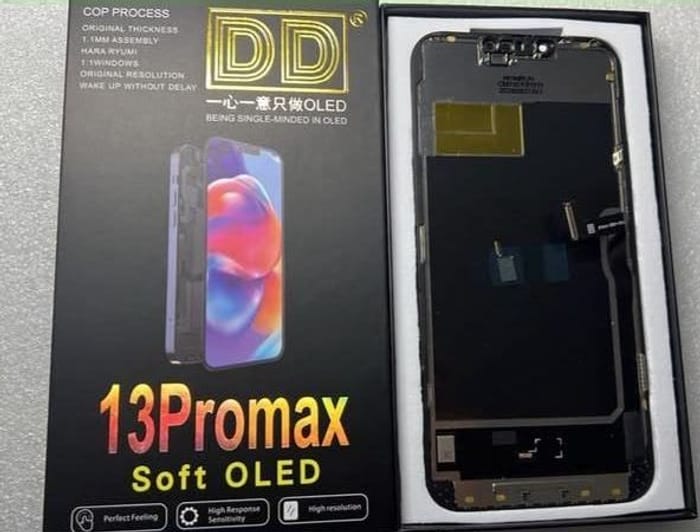 COP PROCESS
ORIGINAL THICKNESS
1.1MM ASSEMBLY
HARA RYUMI
1:1WINDOWS
ORIGINAL RESOLUTION
WAKE UP WITHOUT DELAY
DD®
一心一意只做OLED
BEING SINGLE-MINDED IN OLED
13Promax
Soft OLED
Perfect Feeling
High Response
Sensitivity
High resolution